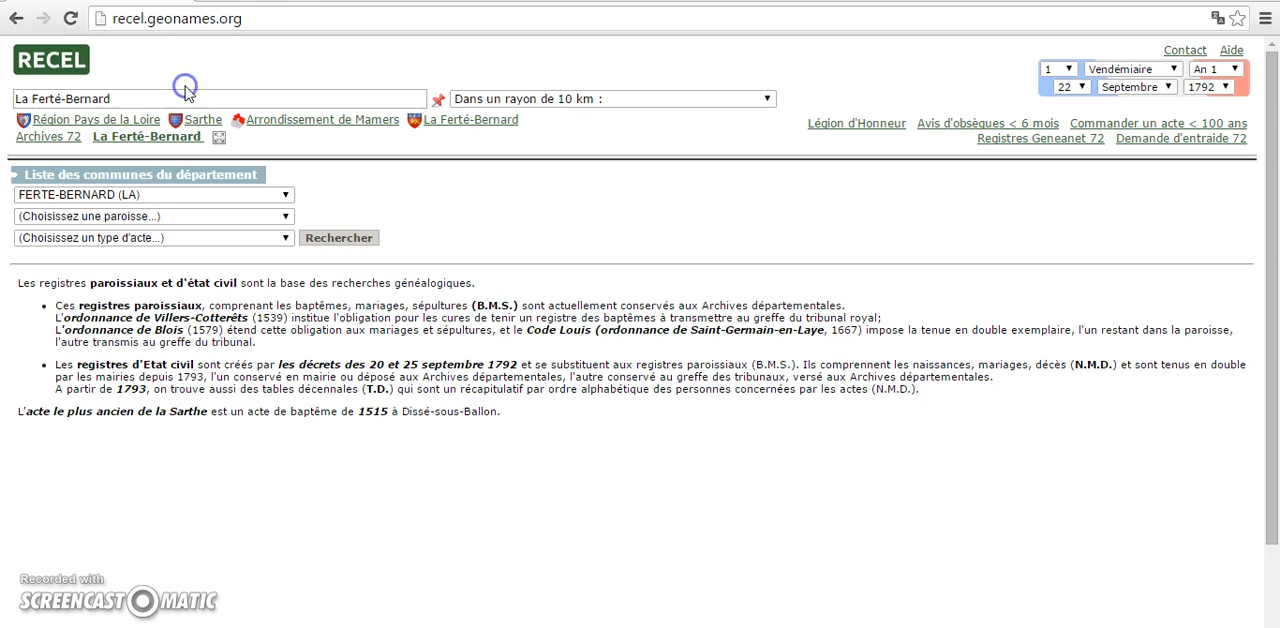 recel.geonames.org
RECEL
Contact Aide
1 Vendémiaire An 1
22 Septembre 1792
La Ferté-Bernard Dans un rayon de 10 km :
Région Pays de la Loire Sarthe Arrondissement de Mamers La Ferté-Bernard
Archives 72 La Ferté-Bernard
Légion d'Honneur Avis d'obsèques < 6 mois Commander un acte < 100 ans
Registres Geneanet 72 Demande d'entraide 72
Liste des communes du département
FERTE-BERNARD (LA)
(Choisissez une paroisse...)
(Choisissez un type d'acte...) Rechercher
Les registres paroissiaux et d'état civil sont la base des recherches généalogiques.
• Ces registres paroissiaux, comprenant les baptêmes, mariages, sépultures (B.M.S.) sont actuellement conservés aux Archives départementales.
L'ordonnance de Villers-Cotterêts (1539) institue l'obligation pour les cures de tenir un registre des baptêmes à transmettre au greffe du tribunal royal;
L'ordonnance de Blois (1579) étend cette obligation aux mariages et sépultures, et le Code Louis (ordonnance de Saint-Germain-en-Laye, 1667) impose la tenue en double exemplaire, l'un restant dans la paroisse,
l'autre transmis au greffe du tribunal.
• Les registres d'Etat civil sont créés par les décrets des 20 et 25 septembre 1792 et se substituent aux registres paroissiaux (B.M.S.). Ils comprennent les naissances, mariages, décès (N.M.D.) et sont tenus en double
par les mairies depuis 1793, l'un conservé en mairie ou déposé aux Archives départementales, l'autre conservé au greffe des tribunaux, versé aux Archives départementales.
A partir de 1793, on trouve aussi des tables décennales (T.D.) qui sont un récapitulatif par ordre alphabétique des personnes concernées par les actes (N.M.D.).
L'acte le plus ancien de la Sarthe est un acte de baptême de 1515 à Dissé-sous-Ballon.
Recorded with
SCREENCAST-O-MATIC